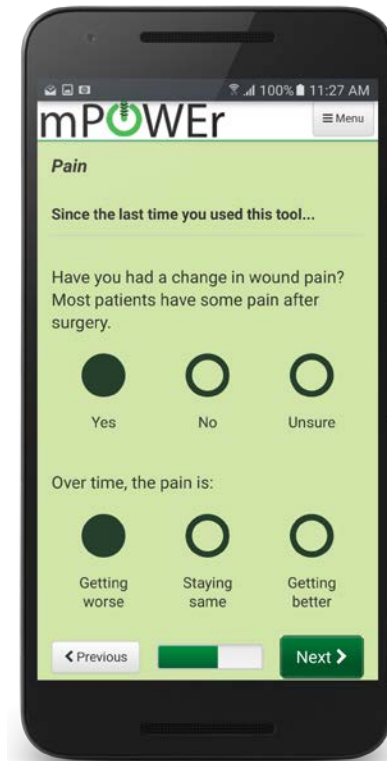 100% 11:27 AM
mPOWEr
Menu
Pain
Since the last time you used this tool...
Have you had a change in wound pain?
Most patients have some pain after
surgery.
Yes No Unsure
Over time, the pain is:
Getting worse
Staying same
Getting better
Previous
Next